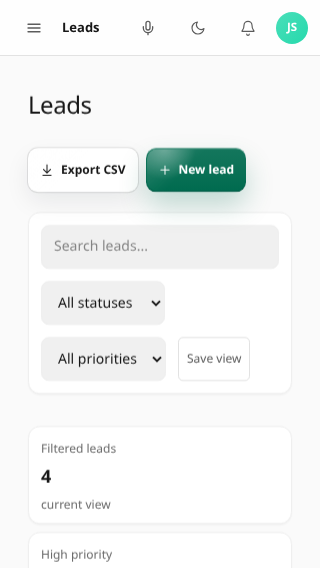 Leads
JS
Leads
Export CSV
New lead
Search leads...
All statuses
All priorities
Save view
Filtered leads
4
current view
High priority